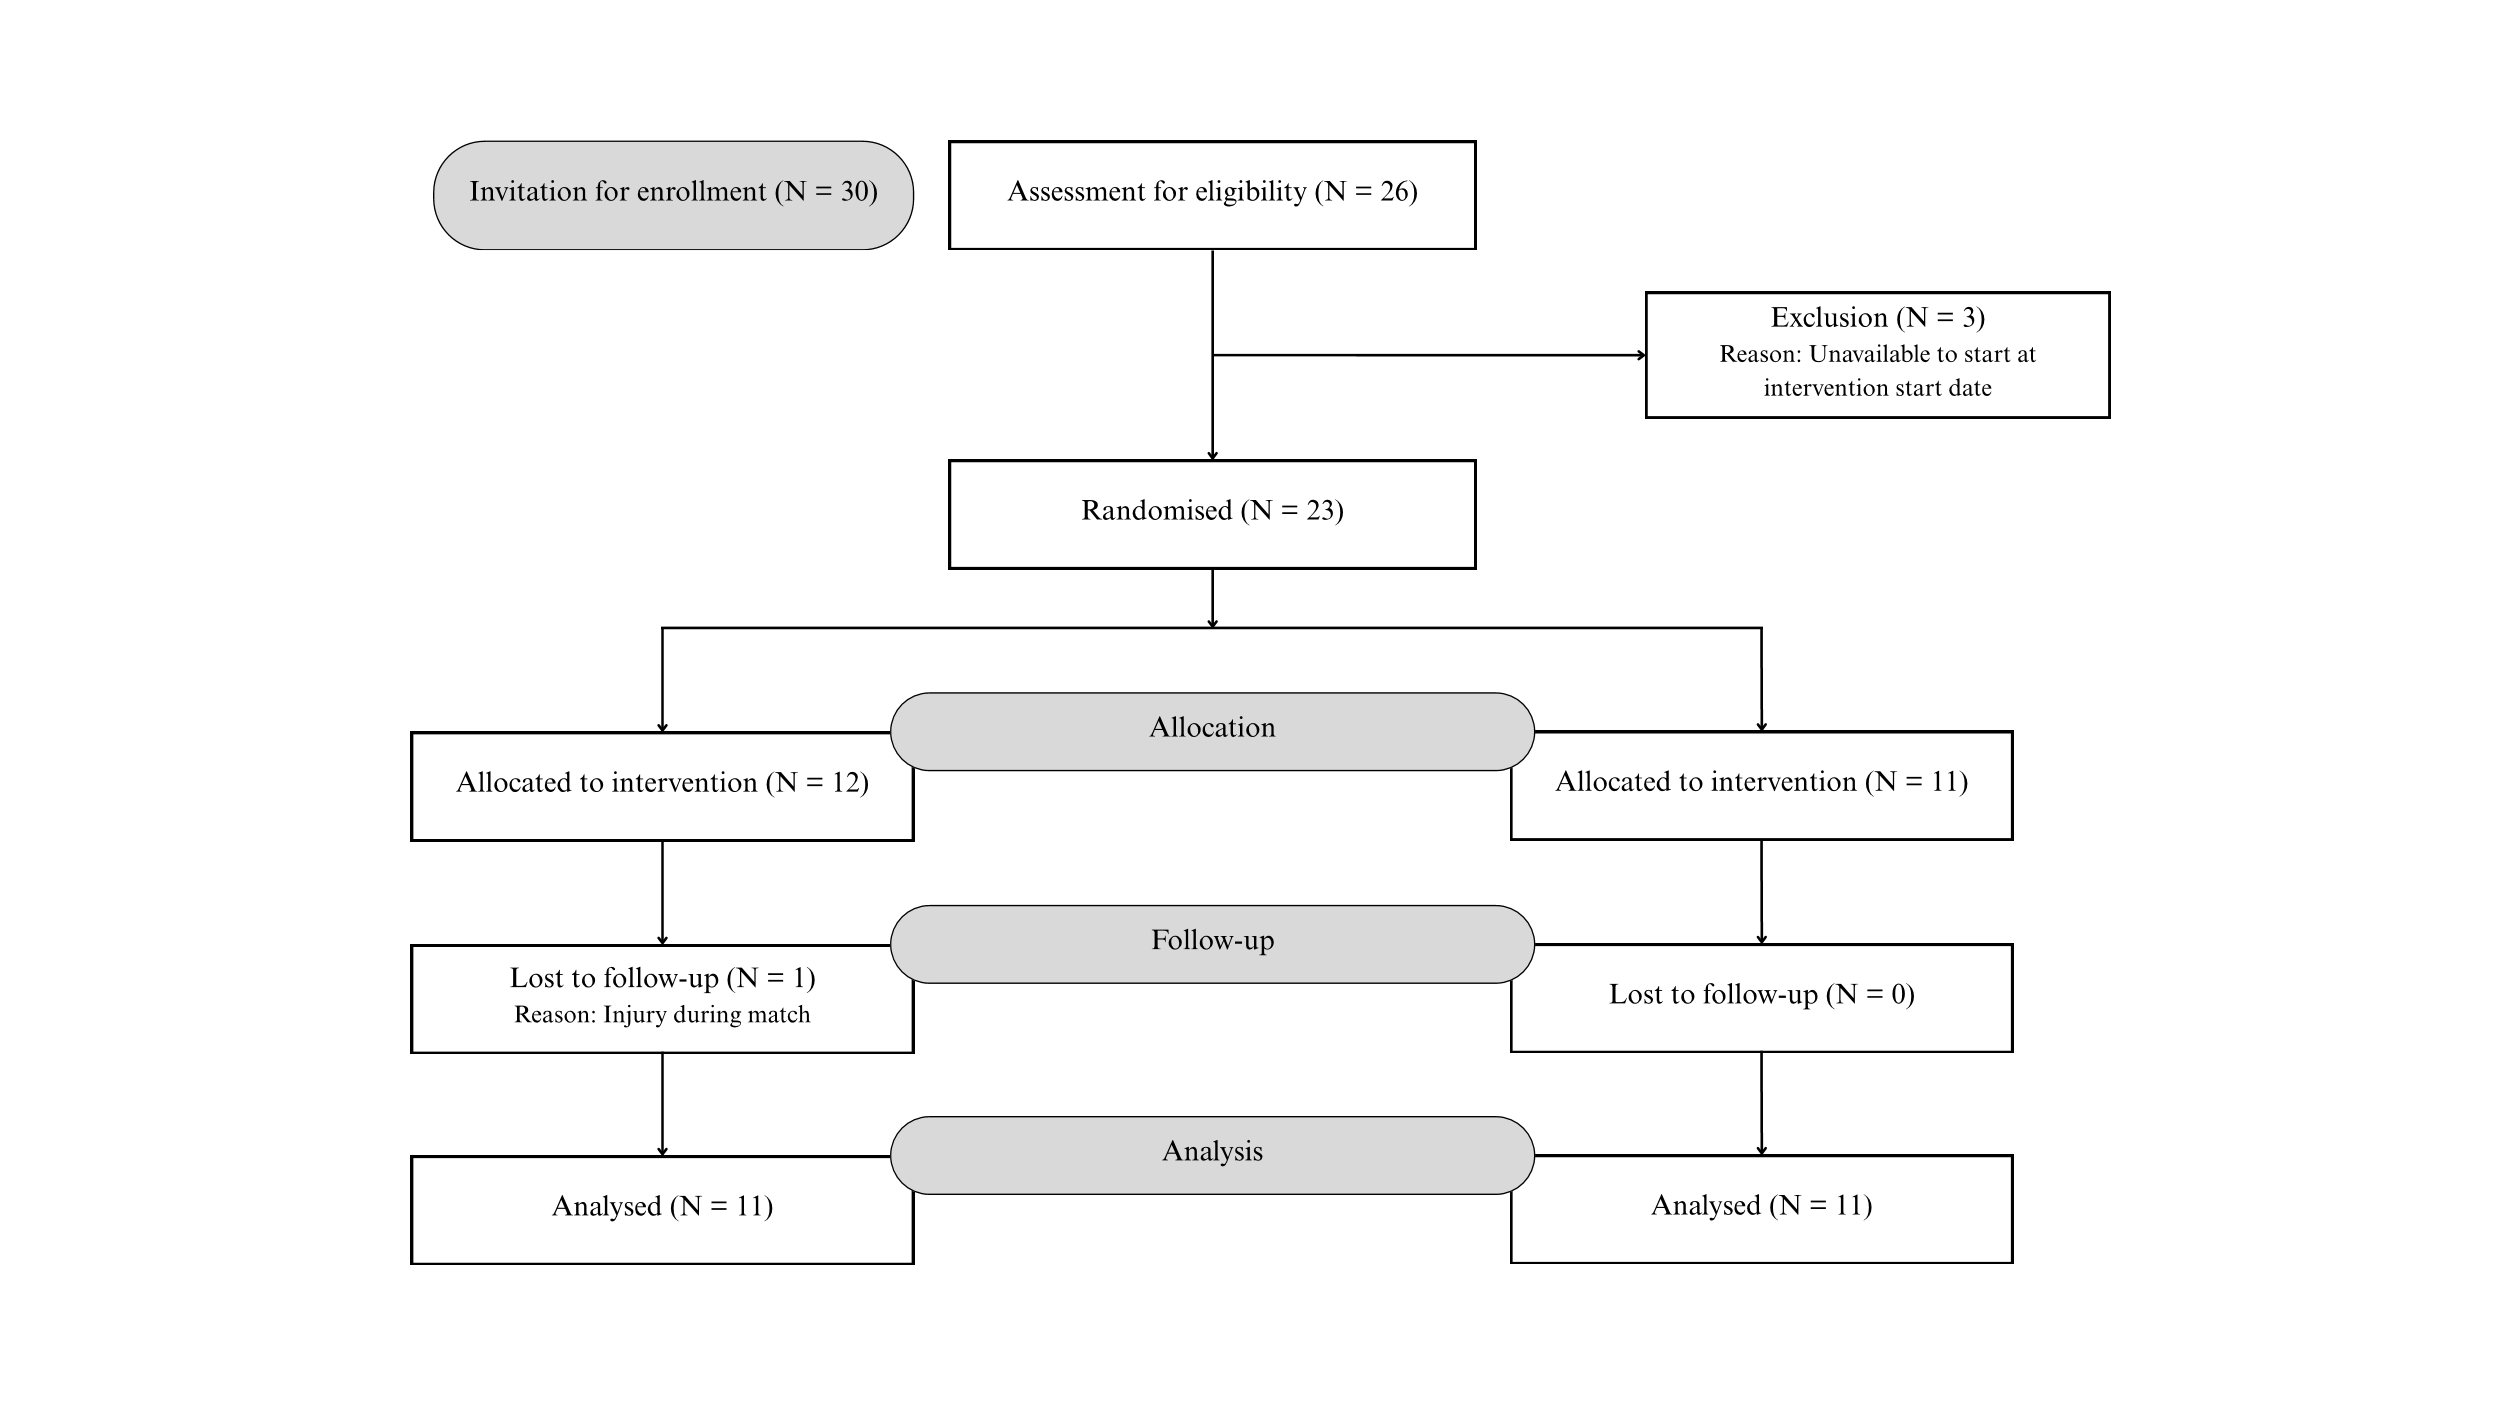 Invitation for enrollment (N = 30)
Assessment for eligibility (N = 26)
Exclusion (N = 3)
Reason: Unavailable to start at
intervention start date
Randomised (N = 23)
Allocation
Allocated to intervention (N = 12)
Allocated to intervention (N = 11)
Follow-up
Lost to follow-up (N = 1)
Reason: Injury during match
Lost to follow-up (N = 0)
Analysis
Analysed (N = 11)
Analysed (N = 11)